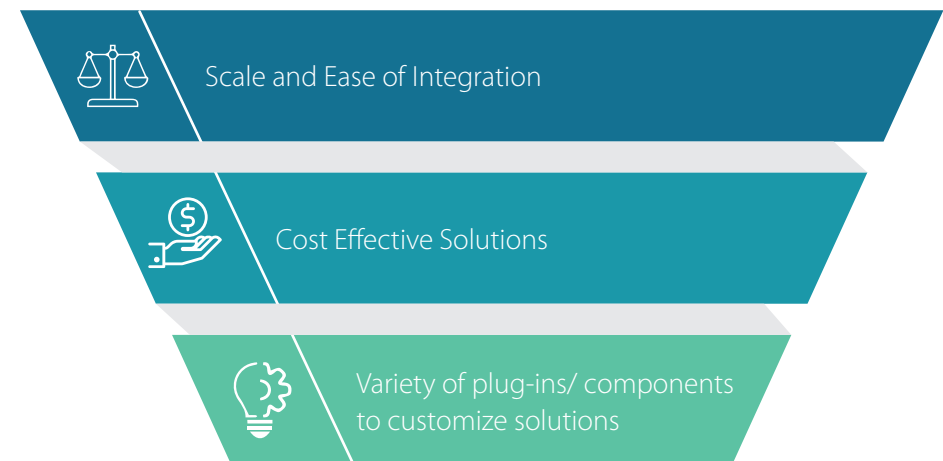 Scale and Ease of Integration
$
Cost Effective Solutions
Variety of plug-ins/ components
to customize solutions